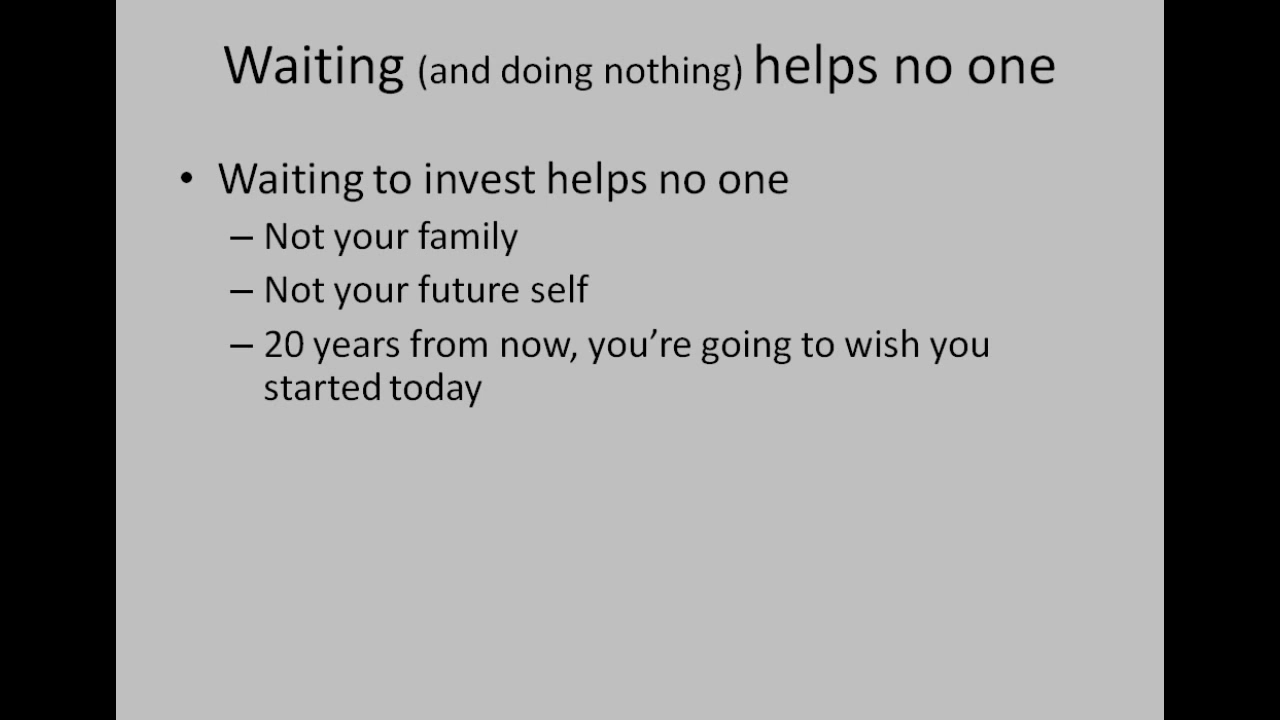 Waiting (and doing nothing) helps no one
• Waiting to invest helps no one
– Not your family
– Not your future self
– 20 years from now, you’re going to wish you
started today